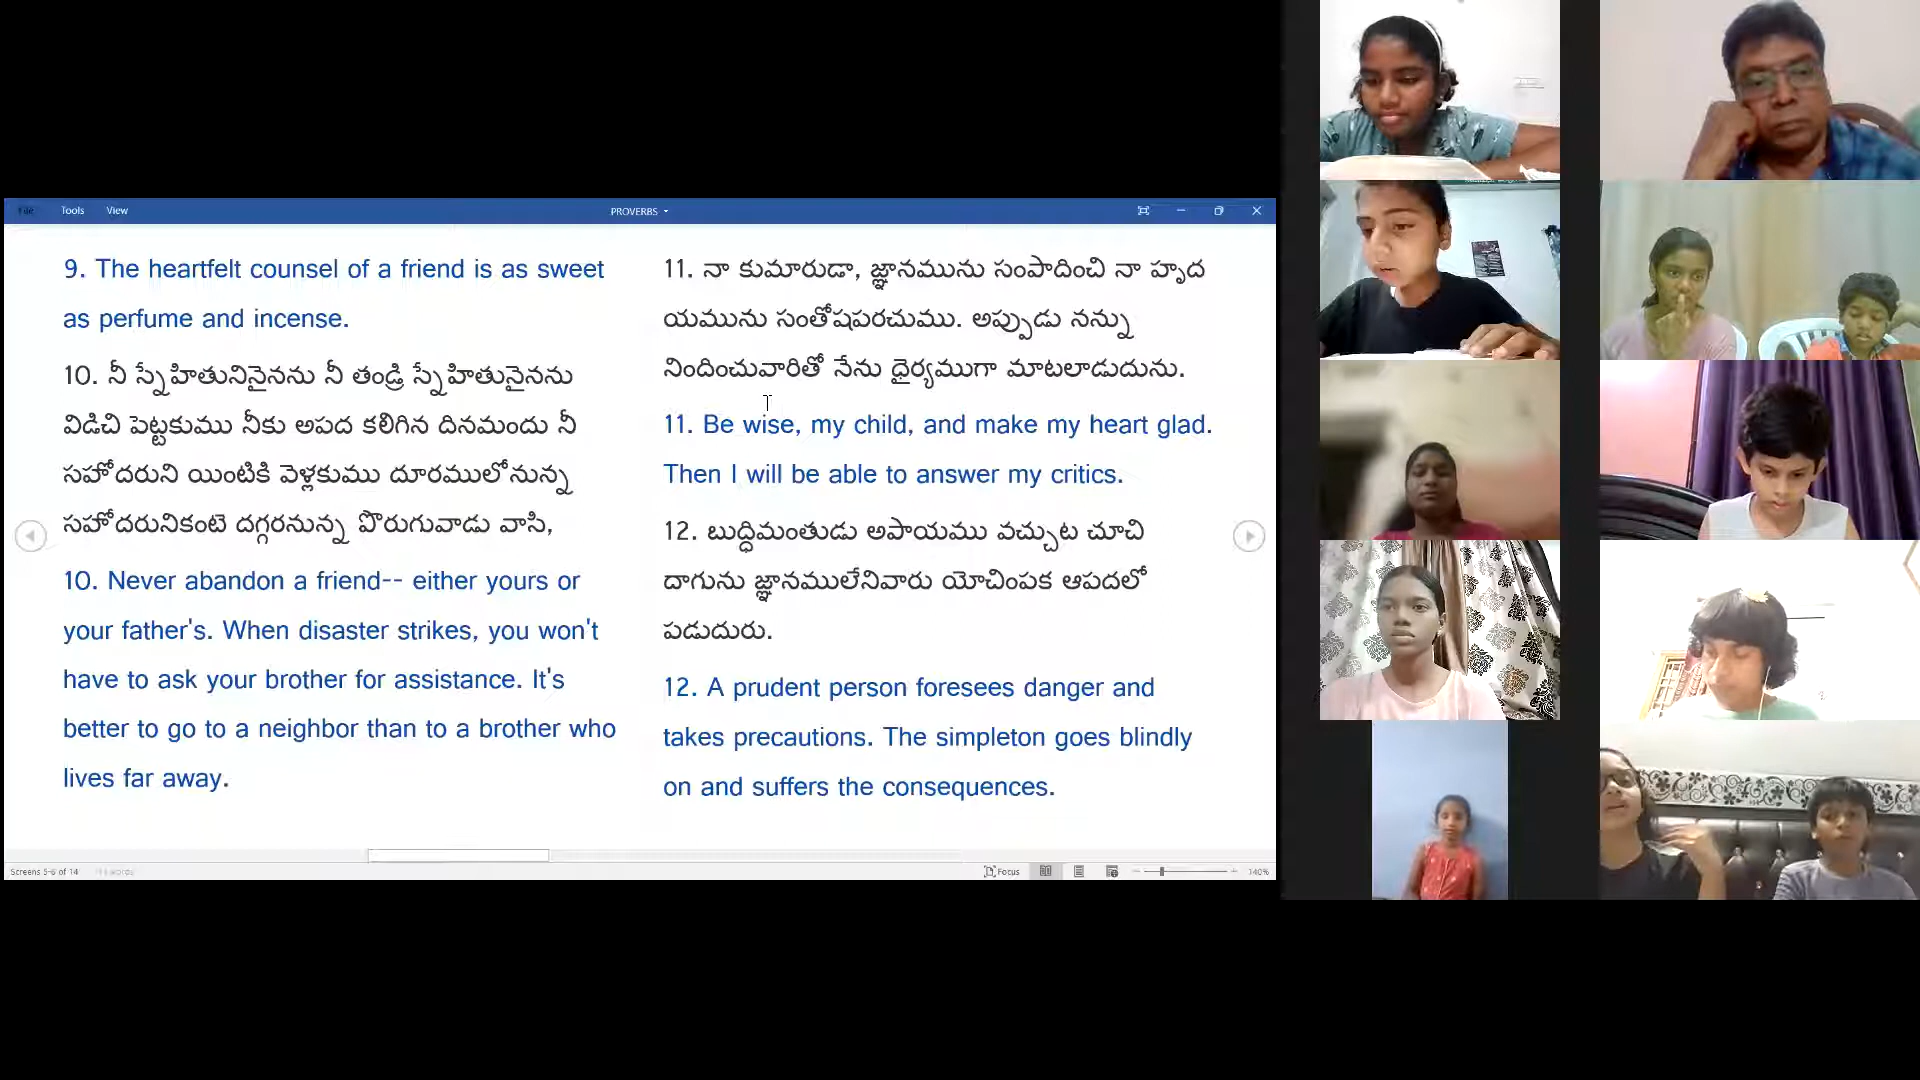 File Tools View PROVERBS
9. The heartfelt counsel of a friend is as sweet
as perfume and incense.
10. నీ స్నేహితునినైనను నీ తండ్రి స్నేహితునైనను
విడిచి పెట్టకుము నీకు అపద కలిగిన దినమందు నీ
సహోదరుని యింటికి వెళ్లకుము దూరములోనున్న
సహోదరునికంటె దగ్గరనున్న పొరుగువాడు వాసి,
10. Never abandon a friend-- either yours or
your father's. When disaster strikes, you won't
have to ask your brother for assistance. It's
better to go to a neighbor than to a brother who
lives far away.
11. నా కుమారుడా, జ్ఞానమును సంపాదించి నా హృద
యమును సంతోషపరచుము. అప్పుడు నన్ను
నిందించువారితో నేను ధైర్యముగా మాటలాడుదును.
11. Be wise, my child, and make my heart glad.
Then I will be able to answer my critics.
12. బుద్ధిమంతుడు అపాయము వచ్చుట చూచి
దాగును జ్ఞానములేనివారు యోచింపక ఆపదలో
పడుదురు.
12. A prudent person foresees danger and
takes precautions. The simpleton goes blindly
on and suffers the consequences.
Screens 5-6 of 14 Focus 140%